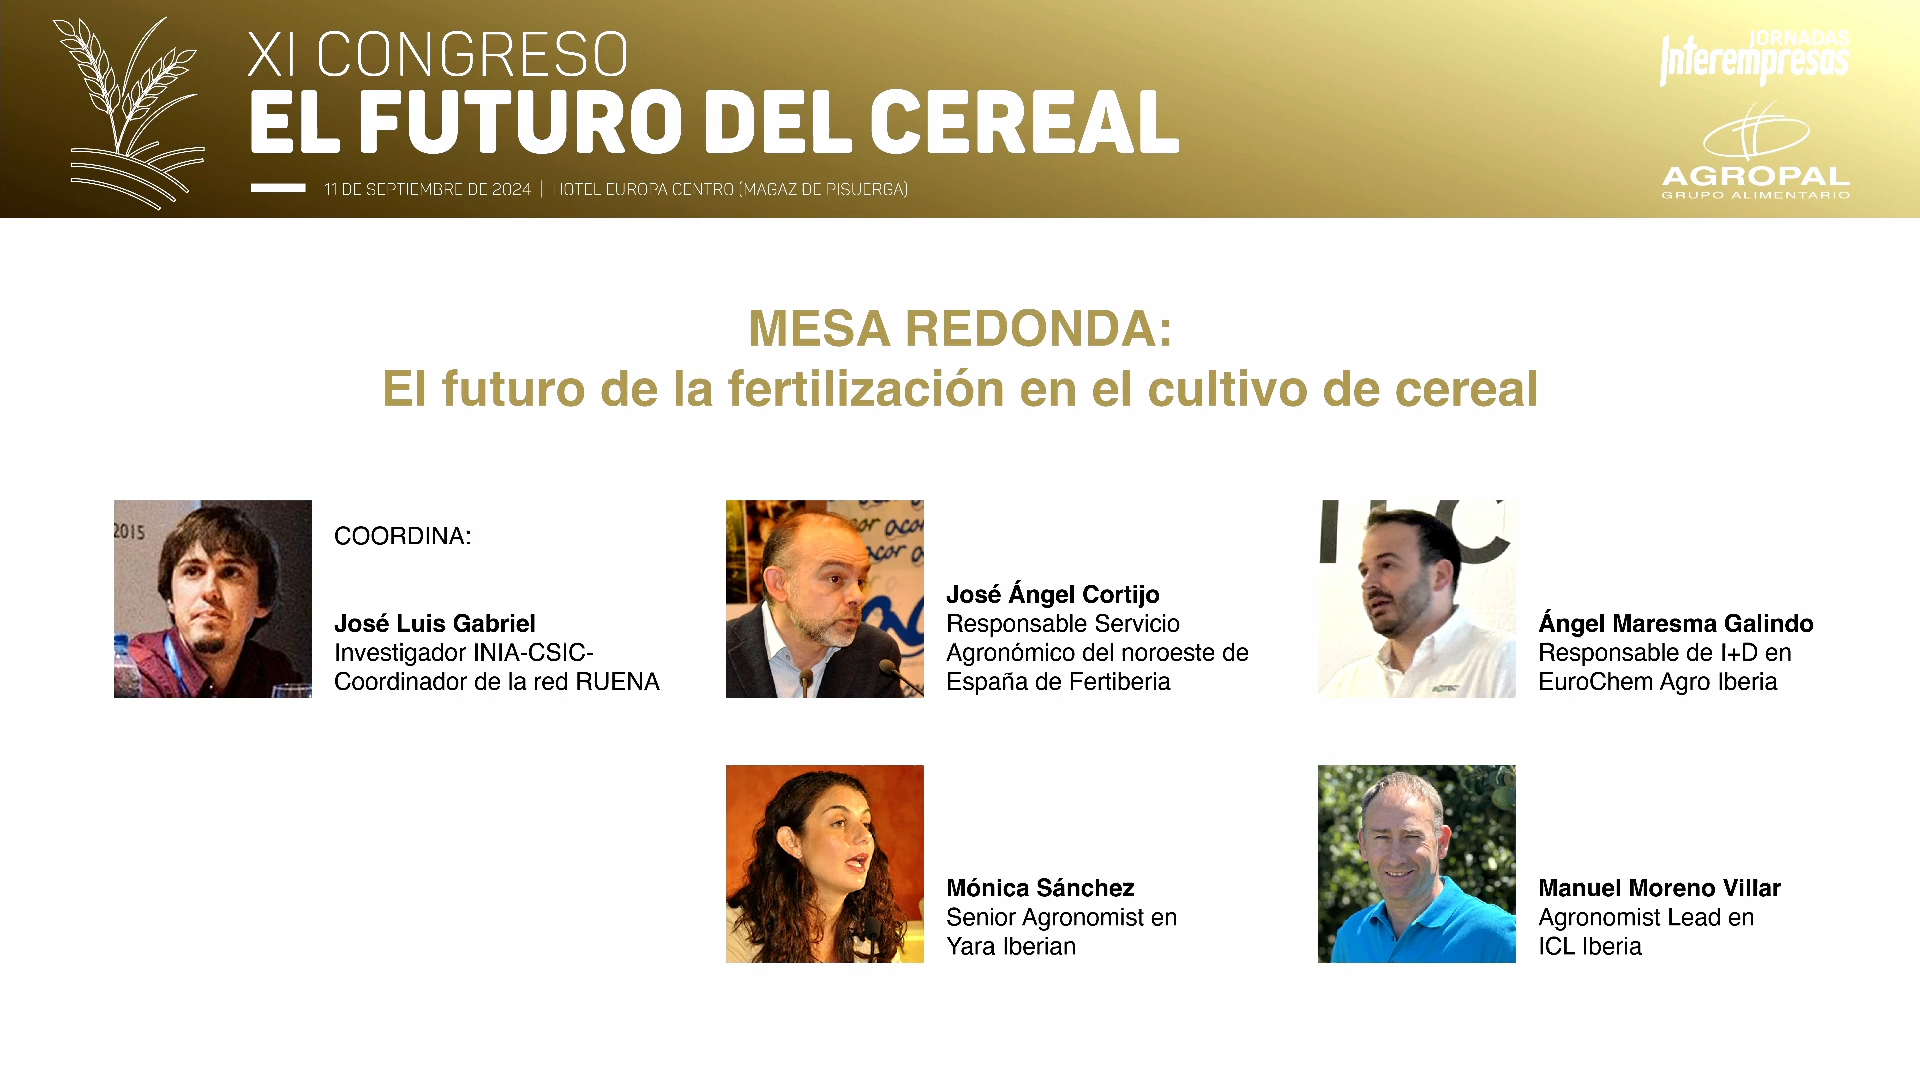 XI CONGRESO
EL FUTURO DEL CEREAL
11 DE SEPTIEMBRE DE 2024 | HOTEL EUROPA CENTRO (MAGAZ DE PISUERGA)
JORNADAS
Interempresas
AGROPAL
GRUPO ALIMENTARIO
MESA REDONDA:
El futuro de la fertilización en el cultivo de cereal
2015
COORDINA:
José Luis Gabriel
Investigador INIA-CSIC-
Coordinador de la red RUENA
acor
José Ángel Cortijo
Responsable Servicio
Agronómico del noroeste de
España de Fertiberia
Ángel Maresma Galindo
Responsable de I+D en
EuroChem Agro Iberia
Mónica Sánchez
Senior Agronomist en
Yara Iberian
Manuel Moreno Villar
Agronomist Lead en
ICL Iberia